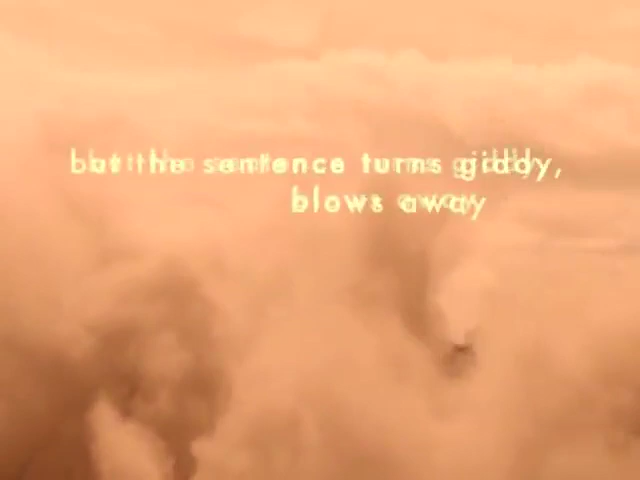 but the sentence turns giddy,
blows away